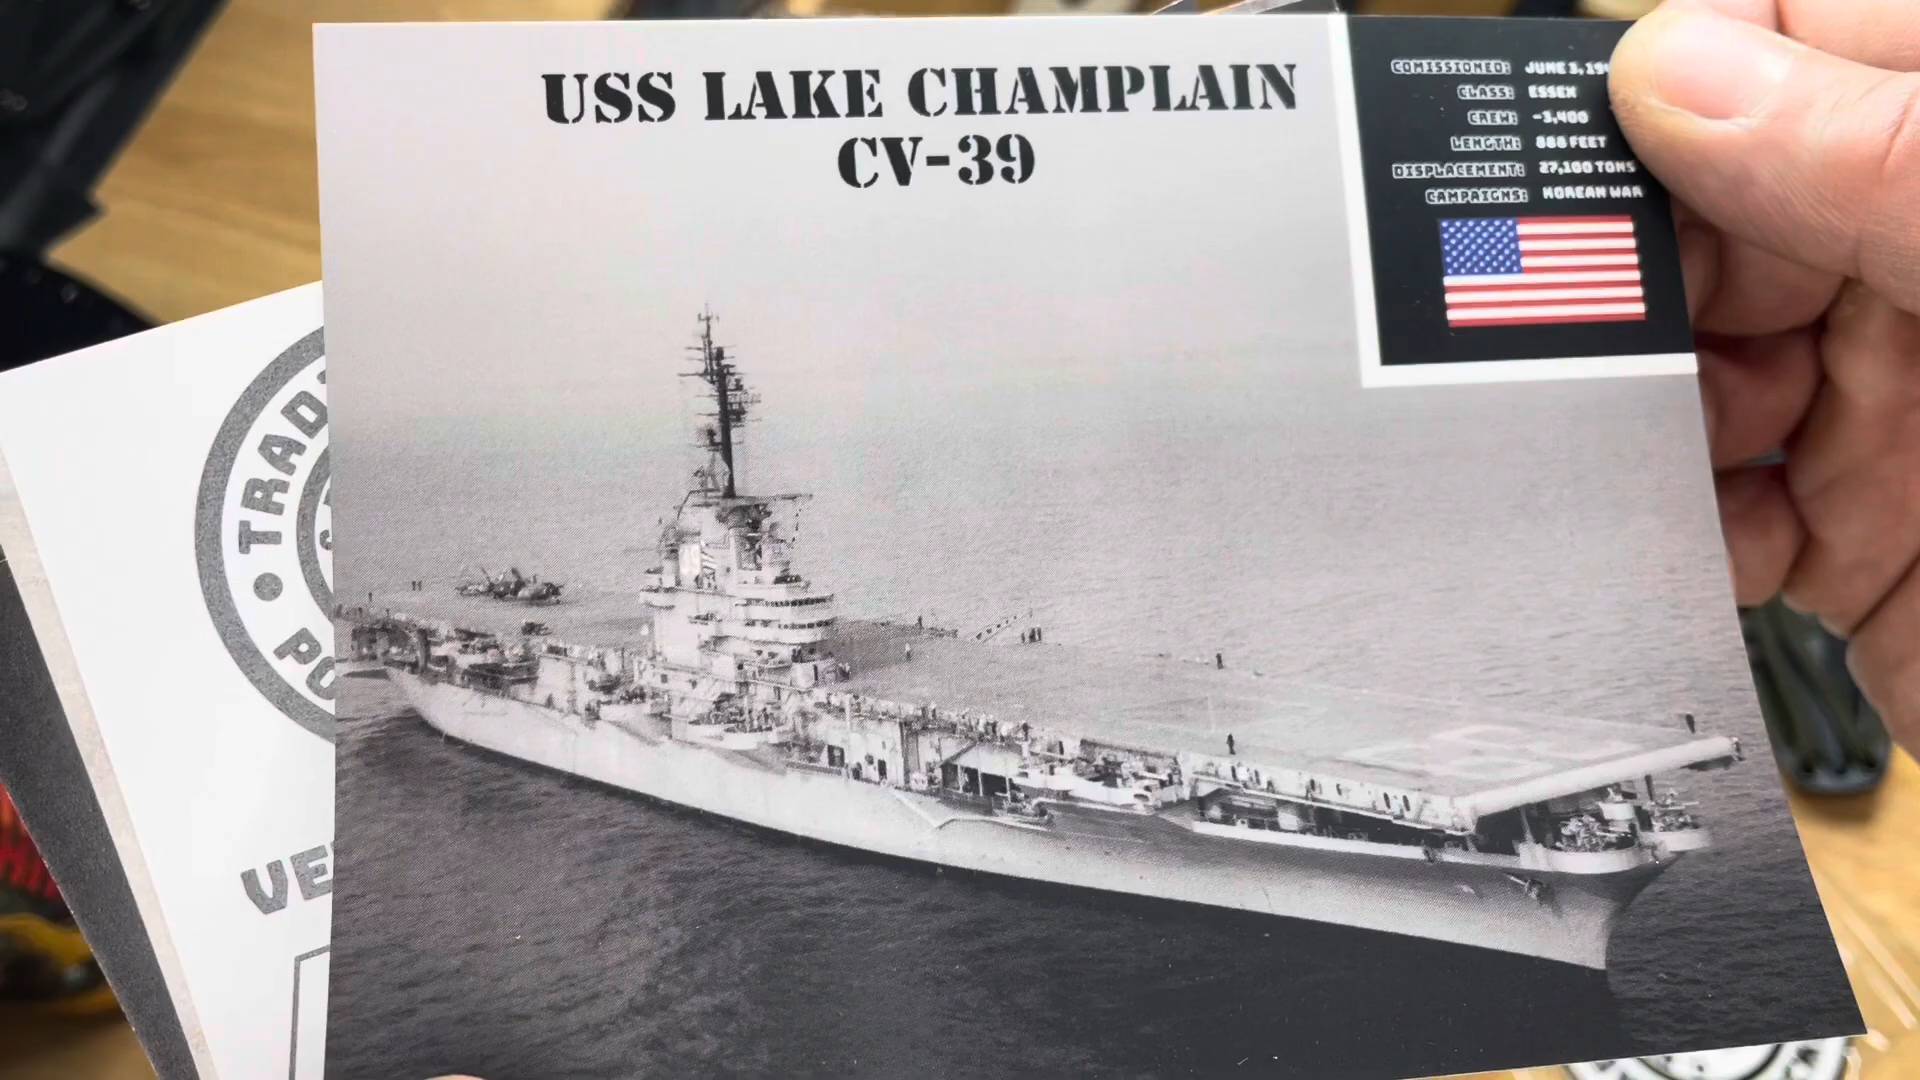 USS LAKE CHAMPLAIN
CV-39
COMISSIONED: JUNE 3, 19
CLASS: ESSEX
CREW: ~3,400
LENGTH: 888 FEET
DISPLACEMENT: 27,100 TONS
CAMPAIGNS: KOREAN WAR
TRAD
PO
VE
39